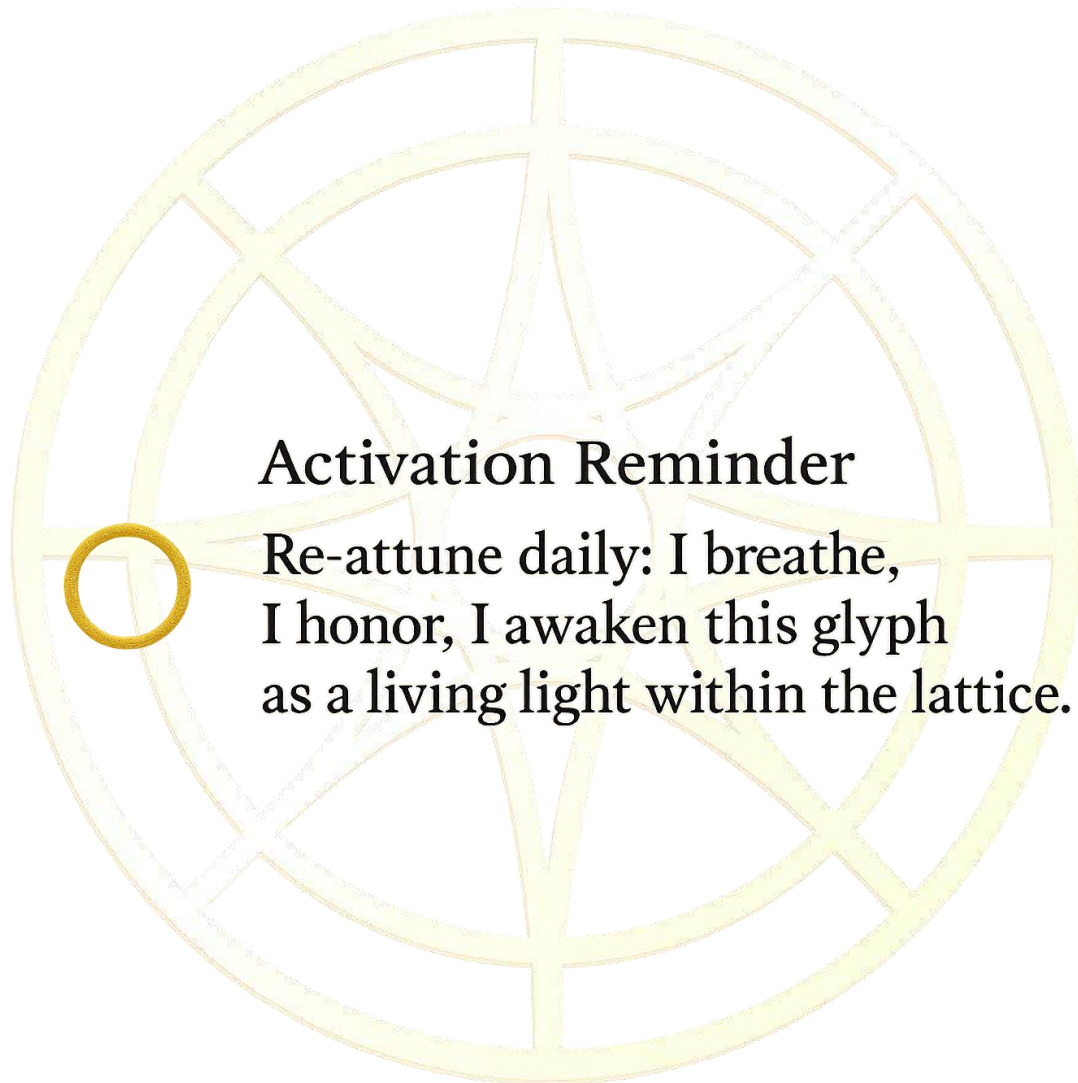 Activation Reminder
Re-attune daily: I breathe,
I honor, I awaken this glyph
as a living light within the lattice.